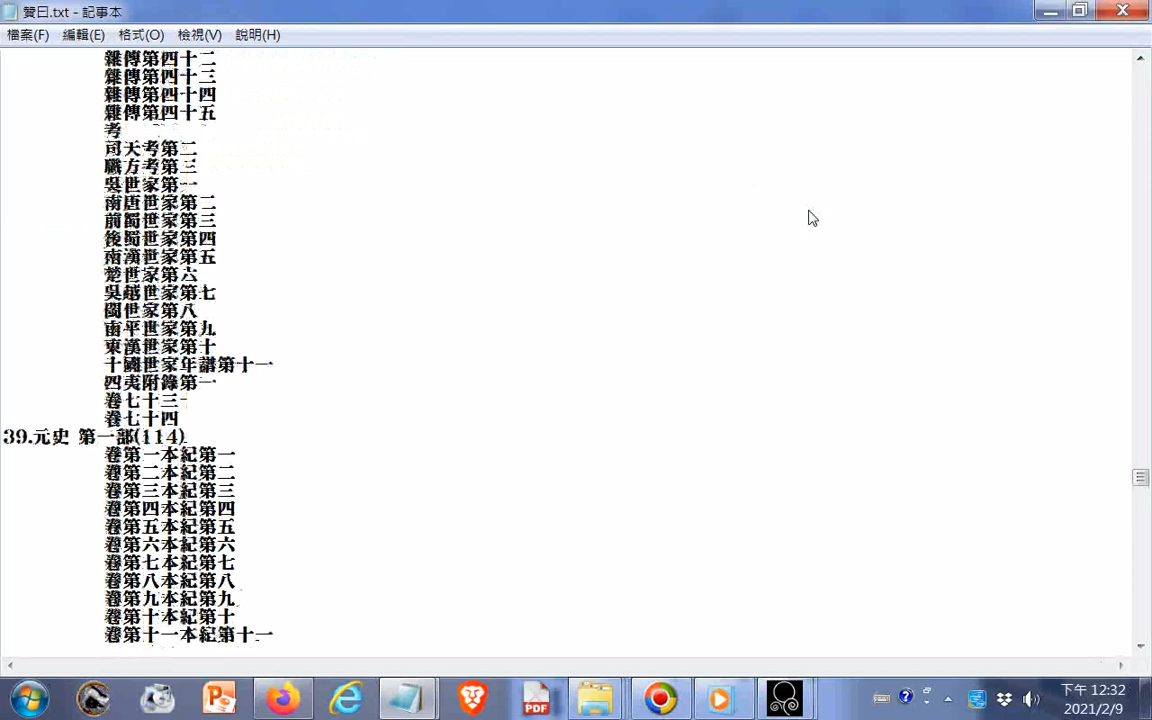 贊曰.txt - 記事本
檔案(F) 編輯(E) 格式(O) 檢視(V) 說明(H)
雜傳第四十二
雜傳第四十三
雜傳第四十四
雜傳第四十五
考
司天考第二
職方考第三
吳世家第一
南唐世家第二
前蜀世家第三
後蜀世家第四
南漢世家第五
楚世家第六
吳越世家第七
閩世家第八
南平世家第九
東漢世家第十
十國世家年譜第十一
四夷附錄第一
卷七十三
卷七十四
39.元史 第一部(114)
卷第一本紀第一
卷第二本紀第二
卷第三本紀第三
卷第四本紀第四
卷第五本紀第五
卷第六本紀第六
卷第七本紀第七
卷第八本紀第八
卷第九本紀第九
卷第十本紀第十
卷第十一本紀第十一
PDF
下午 12:32
2021/2/9